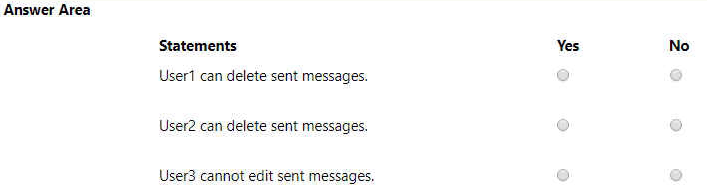 Answer Area
Statements Yes No
User1 can delete sent messages.
User2 can delete sent messages.
User3 cannot edit sent messages.